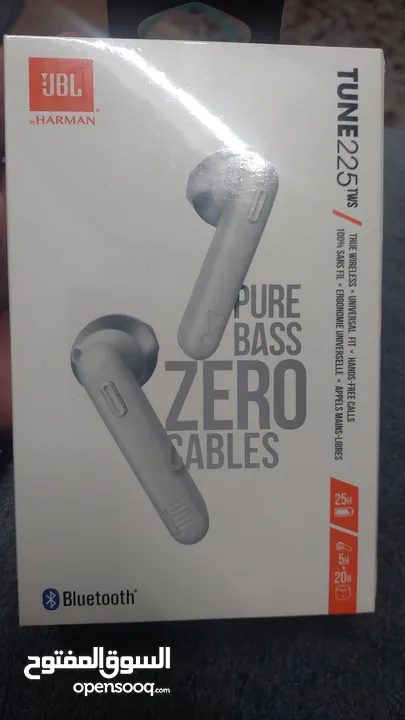 JBL
by HARMAN
TUNE225TWS
TRUE WIRELESS × UNIVERSAL FIT × HANDS-FREE CALLS
100% SANS FIL × ERGONOMIE UNIVERSELLE × APPELS MAINS-LIBRES
PURE
BASS
ZERO
CABLES
JBL
25H
5H
+
20H
Bluetooth®
السوق المفتوح
opensooq.com